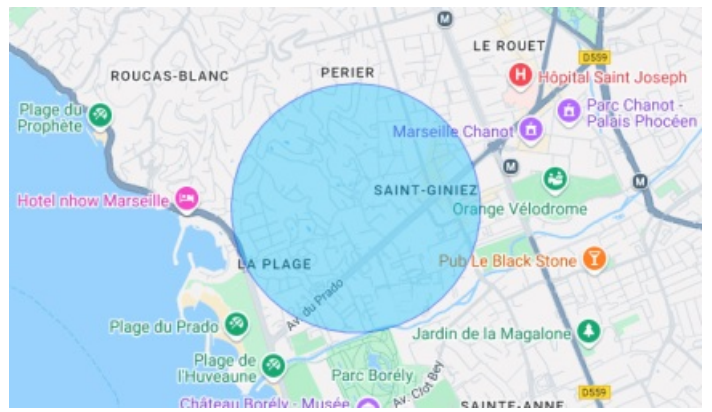 LE ROUET
D559
ROUCAS-BLANC
PERIER
H
Hôpital Saint Joseph
Plage du
Prophète
Parc Chanot -
Palais Phocéen
Marseille Chanot
M
SAINT-GINIEZ
M
Hotel nhow Marseille
Orange Vélodrome
LA PLAGE
Pub Le Black Stone
Av. du Prado
Plage du Prado
Jardin de la Magalone
Plage de
l'Huveaune
Parc Borély
Av. Clot Bey
D559
Château Borély - Musée
SAINTE-ANNE
M